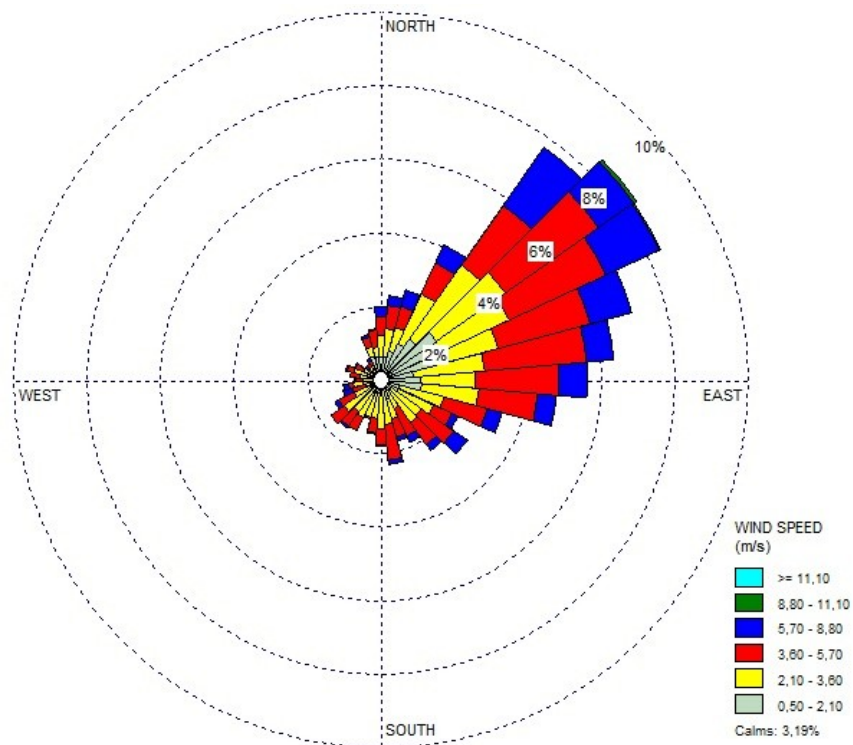 NORTH
10%
8%
6%
4%
2%
WEST
EAST
SOUTH
WIND SPEED
(m/s)
>= 11,10
8,80 - 11,10
5,70 - 8,80
3,60 - 5,70
2,10 - 3,60
0,50 - 2,10
Calms: 3,19%